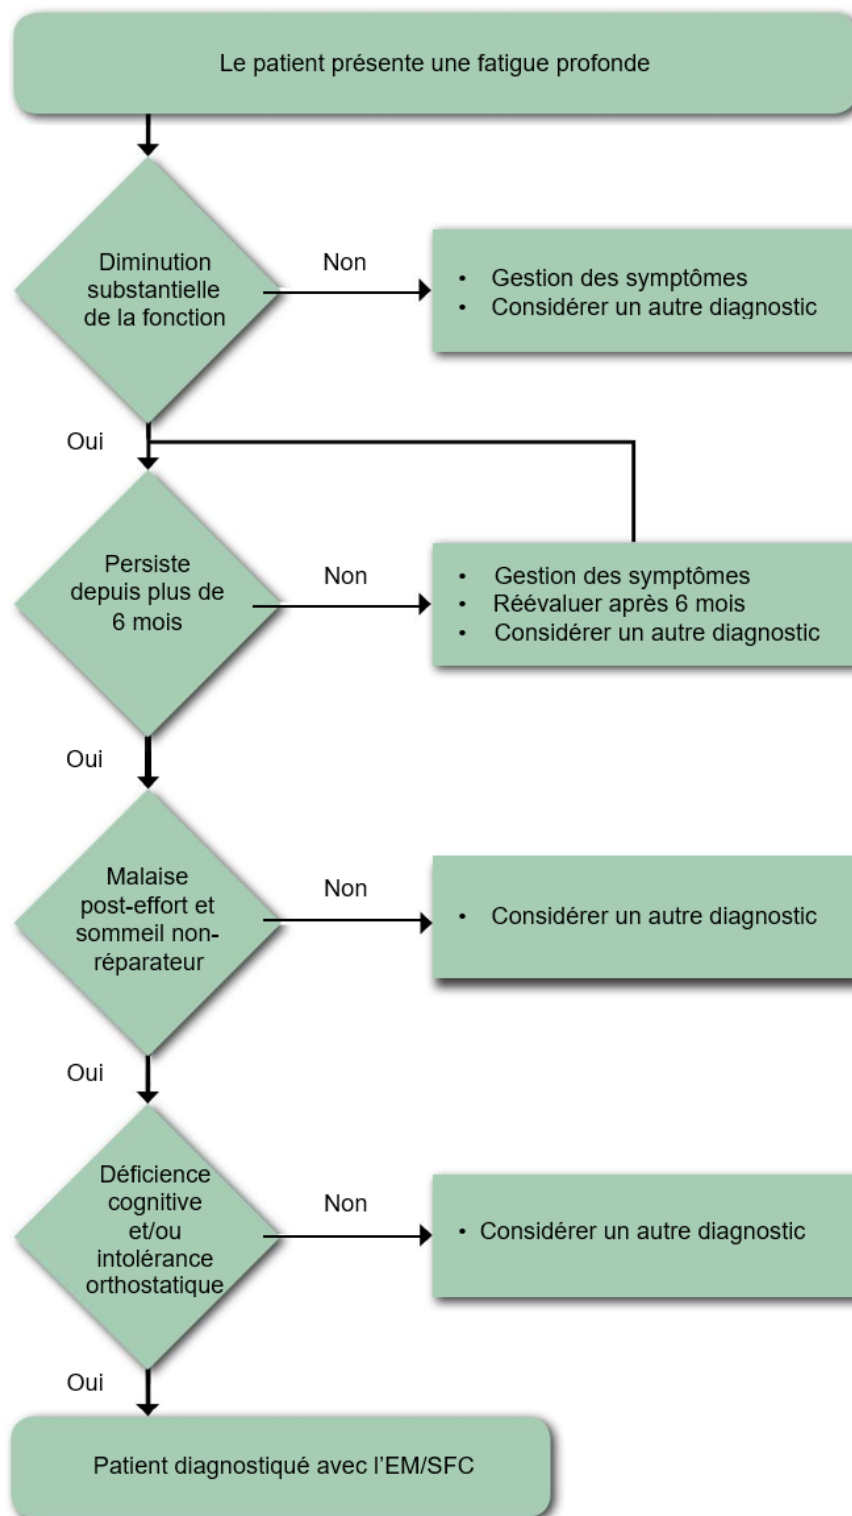 Le patient présente une fatigue profonde
Diminution
substantielle
de la fonction
Non
• Gestion des symptômes
• Considérer un autre diagnostic
Oui
Persiste
depuis plus de
6 mois
Non
• Gestion des symptômes
• Réévaluer après 6 mois
• Considérer un autre diagnostic
Oui
Malaise
post-effort et
sommeil non-
réparateur
Non
• Considérer un autre diagnostic
Oui
Déficience
cognitive
et/ou
intolérance
orthostatique
Non
• Considérer un autre diagnostic
Oui
Patient diagnostiqué avec l'EM/SFC